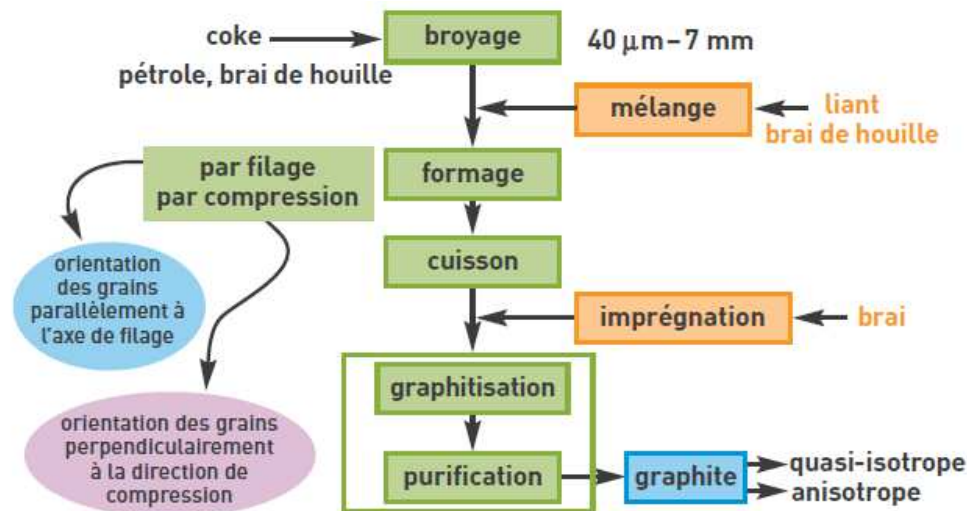 coke
broyage
40 µm – 7 mm
pétrole, brai de houille
mélange
liant
brai de houille
par filage
par compression
formage
orientation
des grains
parallèlement à
l'axe de filage
cuisson
imprégnation
brai
graphitisation
orientation des grains
perpendiculairement
à la direction de
compression
purification
graphite
quasi-isotrope
anisotrope